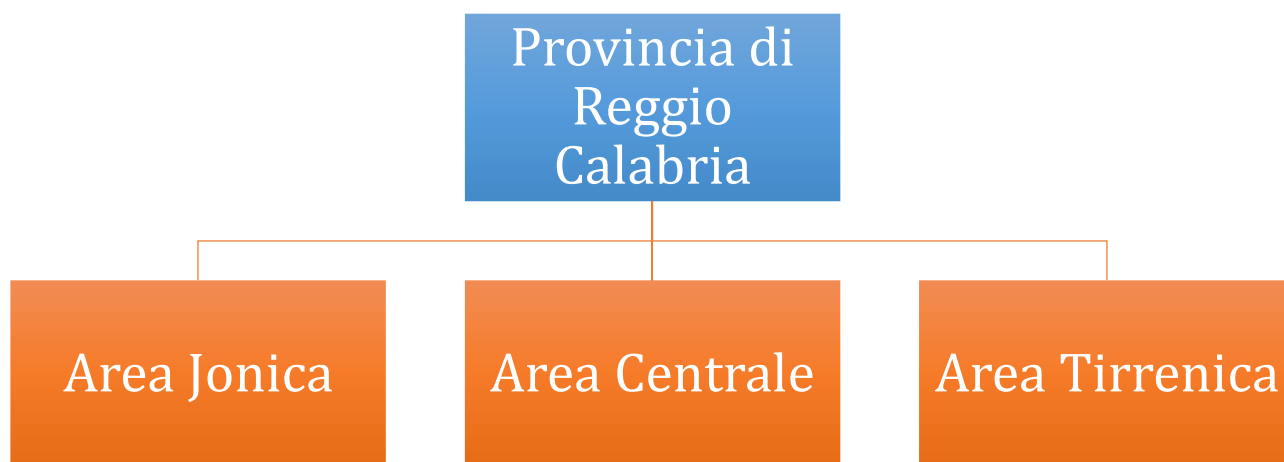 Provincia di
Reggio
Calabria
Area Jonica
Area Centrale
Area Tirrenica